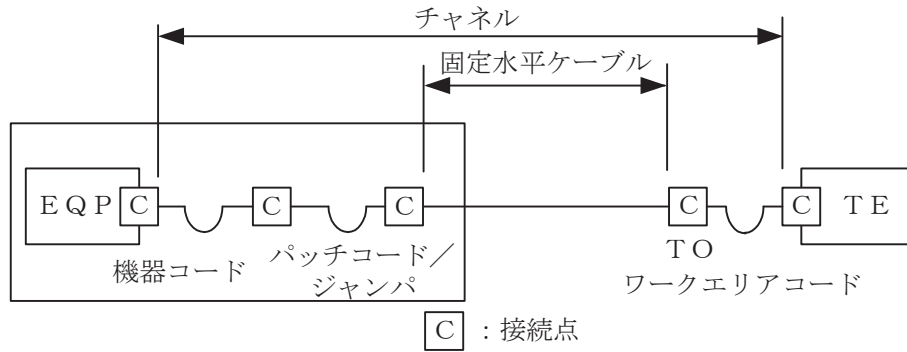 チャネル
固定水平ケーブル
EQP C C C C C TE
機器コード
パッチコード／
ジャンパ
TO
ワークエリアコード
C ：接続点